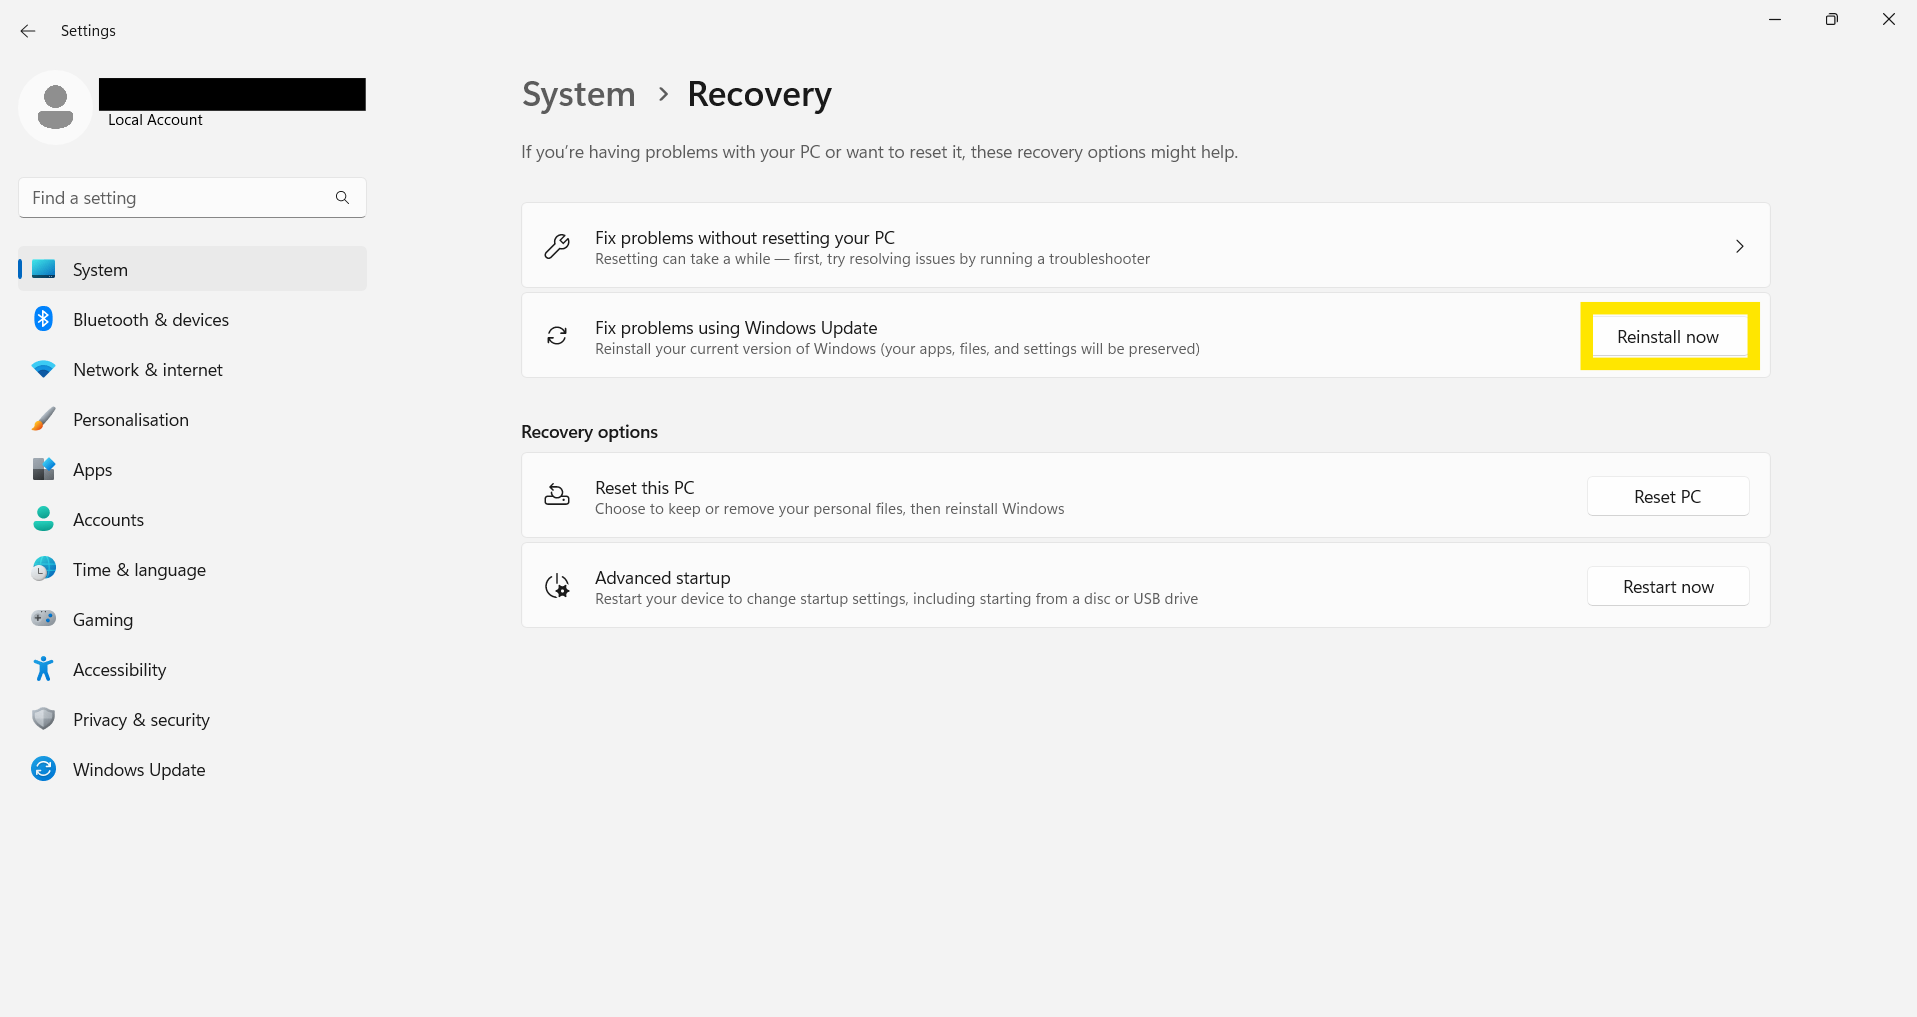 Settings
Local Account
Find a setting
System
Bluetooth & devices
Network & internet
Personalisation
Apps
Accounts
Time & language
Gaming
Accessibility
Privacy & security
Windows Update
System > Recovery
If you're having problems with your PC or want to reset it, these recovery options might help.
Fix problems without resetting your PC
Resetting can take a while — first, try resolving issues by running a troubleshooter
Fix problems using Windows Update
Reinstall your current version of Windows (your apps, files, and settings will be preserved)
Reinstall now
Recovery options
Reset this PC
Choose to keep or remove your personal files, then reinstall Windows
Reset PC
Advanced startup
Restart your device to change startup settings, including starting from a disc or USB drive
Restart now